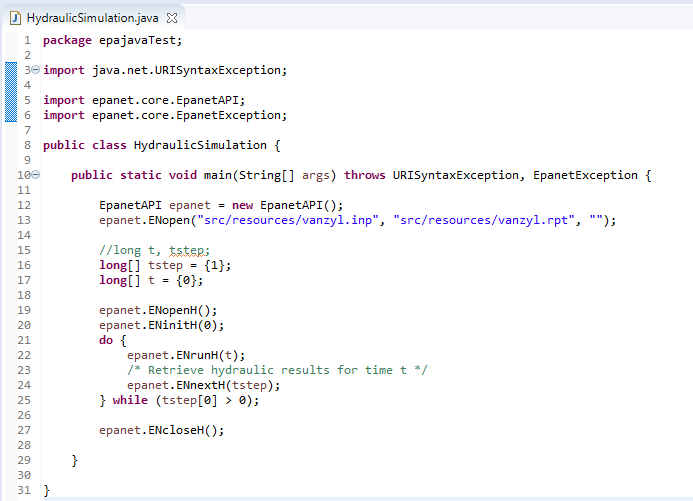 HydraulicSimulation.java
1 package epajavaTest;
2
3 import java.net.URISyntaxException;
4
5 import epanet.core.EpanetAPI;
6 import epanet.core.EpanetException;
7
8 public class HydraulicSimulation {
9
10 public static void main(String[] args) throws URISyntaxException, EpanetException {
11
12 EpanetAPI epanet = new EpanetAPI();
13 epanet.ENopen("src/resources/vanzyl.inp", "src/resources/vanzyl.rpt", "");
14
15 //long t, tstep;
16 long[] tstep = {1};
17 long[] t = {0};
18
19 epanet.ENopenH();
20 epanet.ENinitH(0);
21 do {
22 epanet.ENrunH(t);
23 /* Retrieve hydraulic results for time t */
24 epanet.ENnextH(tstep);
25 } while (tstep[0] > 0);
26
27 epanet.ENcloseH();
28
29 }
30
31 }